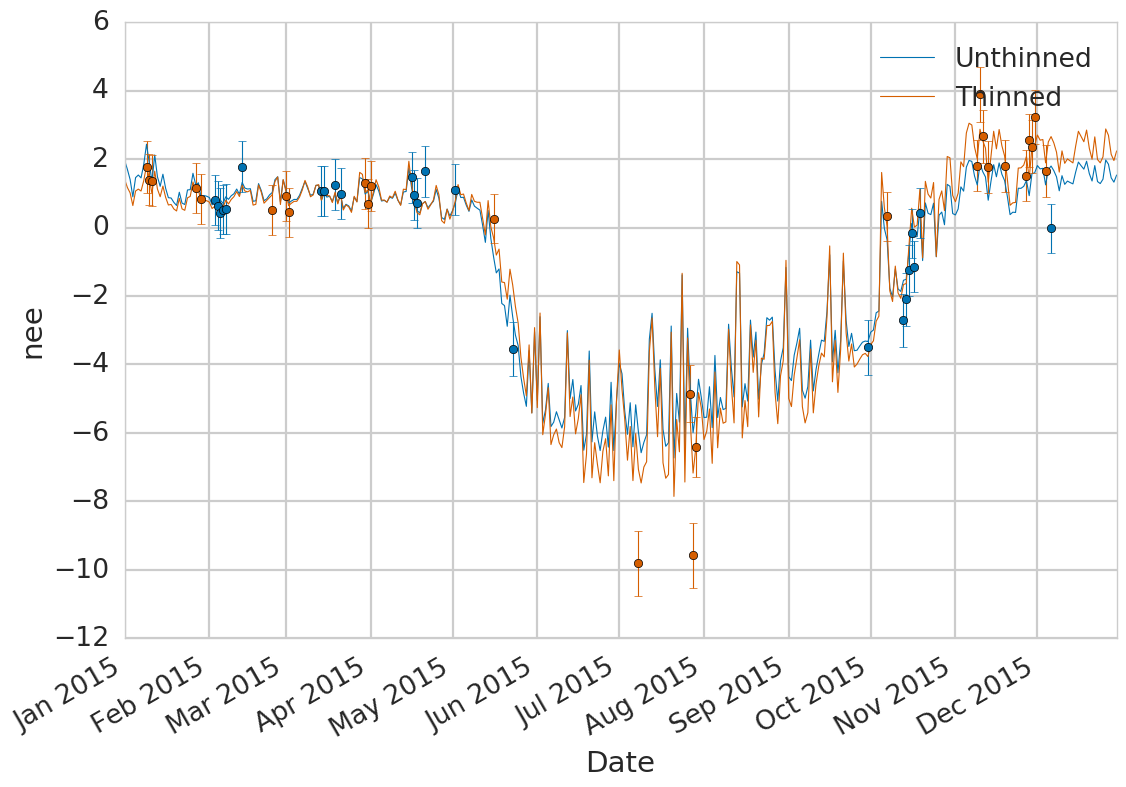 6
4
2
0
−2
−4
−6
−8
−10
−12
nee
Unthinned
Thinned
Jan 2015
Feb 2015
Mar 2015
Apr 2015
May 2015
Jun 2015
Jul 2015
Aug 2015
Sep 2015
Oct 2015
Nov 2015
Dec 2015
Date